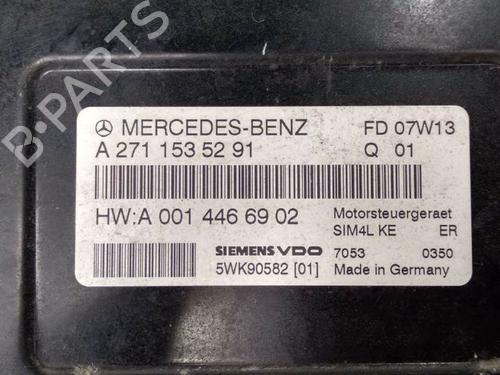 MERCEDES-BENZ FD 07W13
A 271 153 52 91 Q 01
HW:A 001 446 69 02 Motorsteuergeraet
SIM4L KE ER
SIEMENS VDO 7053 0350
5WK90582 [01] Made in Germany